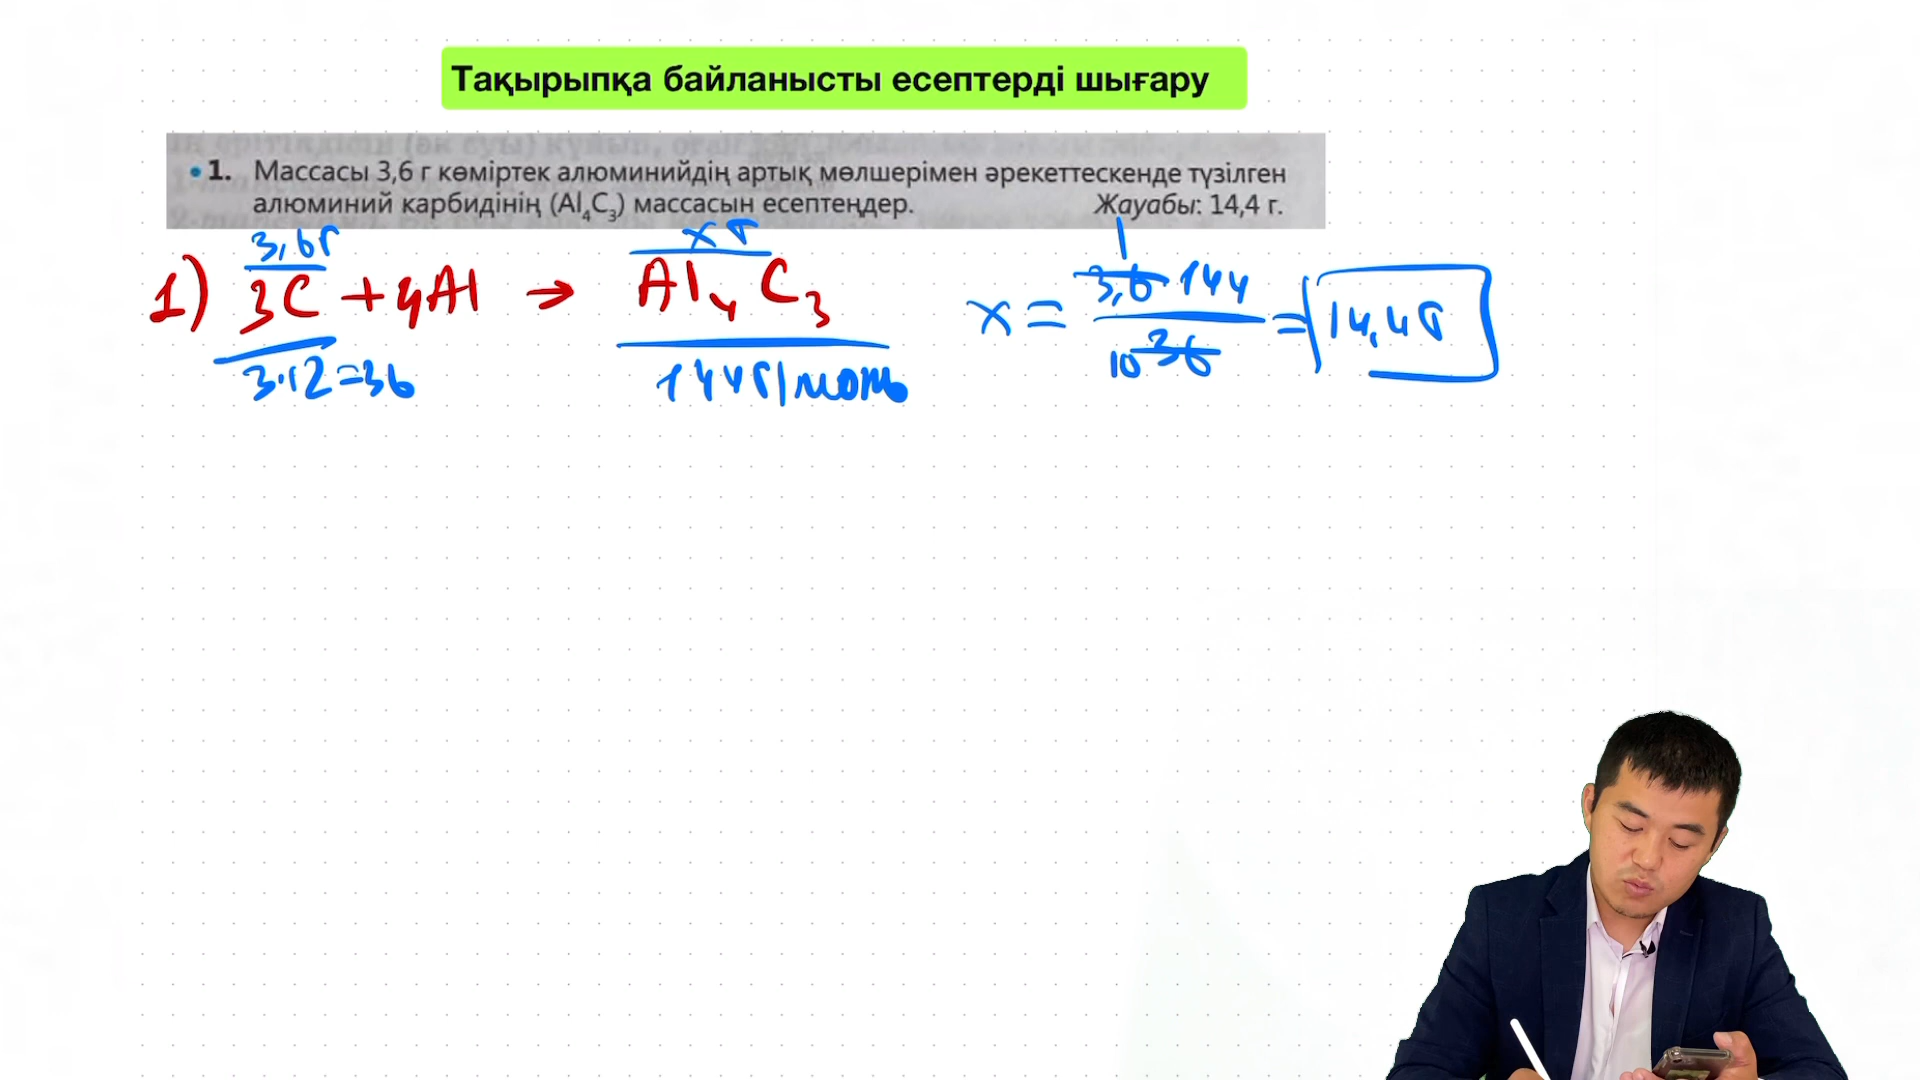 Тақырыпқа байланысты есептерді шығару
• 1. Массасы 3,6 г көміртек алюминийдің артық мөлшерімен әрекеттескенде түзілген
алюминий карбидінің (Al₄C₃) массасын есептеңдер. Жауабы: 14,4 г.
3,6г x г
1) 3C + 4Al → Al₄C₃
3·12=36 144г/моль
1
x = 3,6·144 / 36 = 14,4г
10